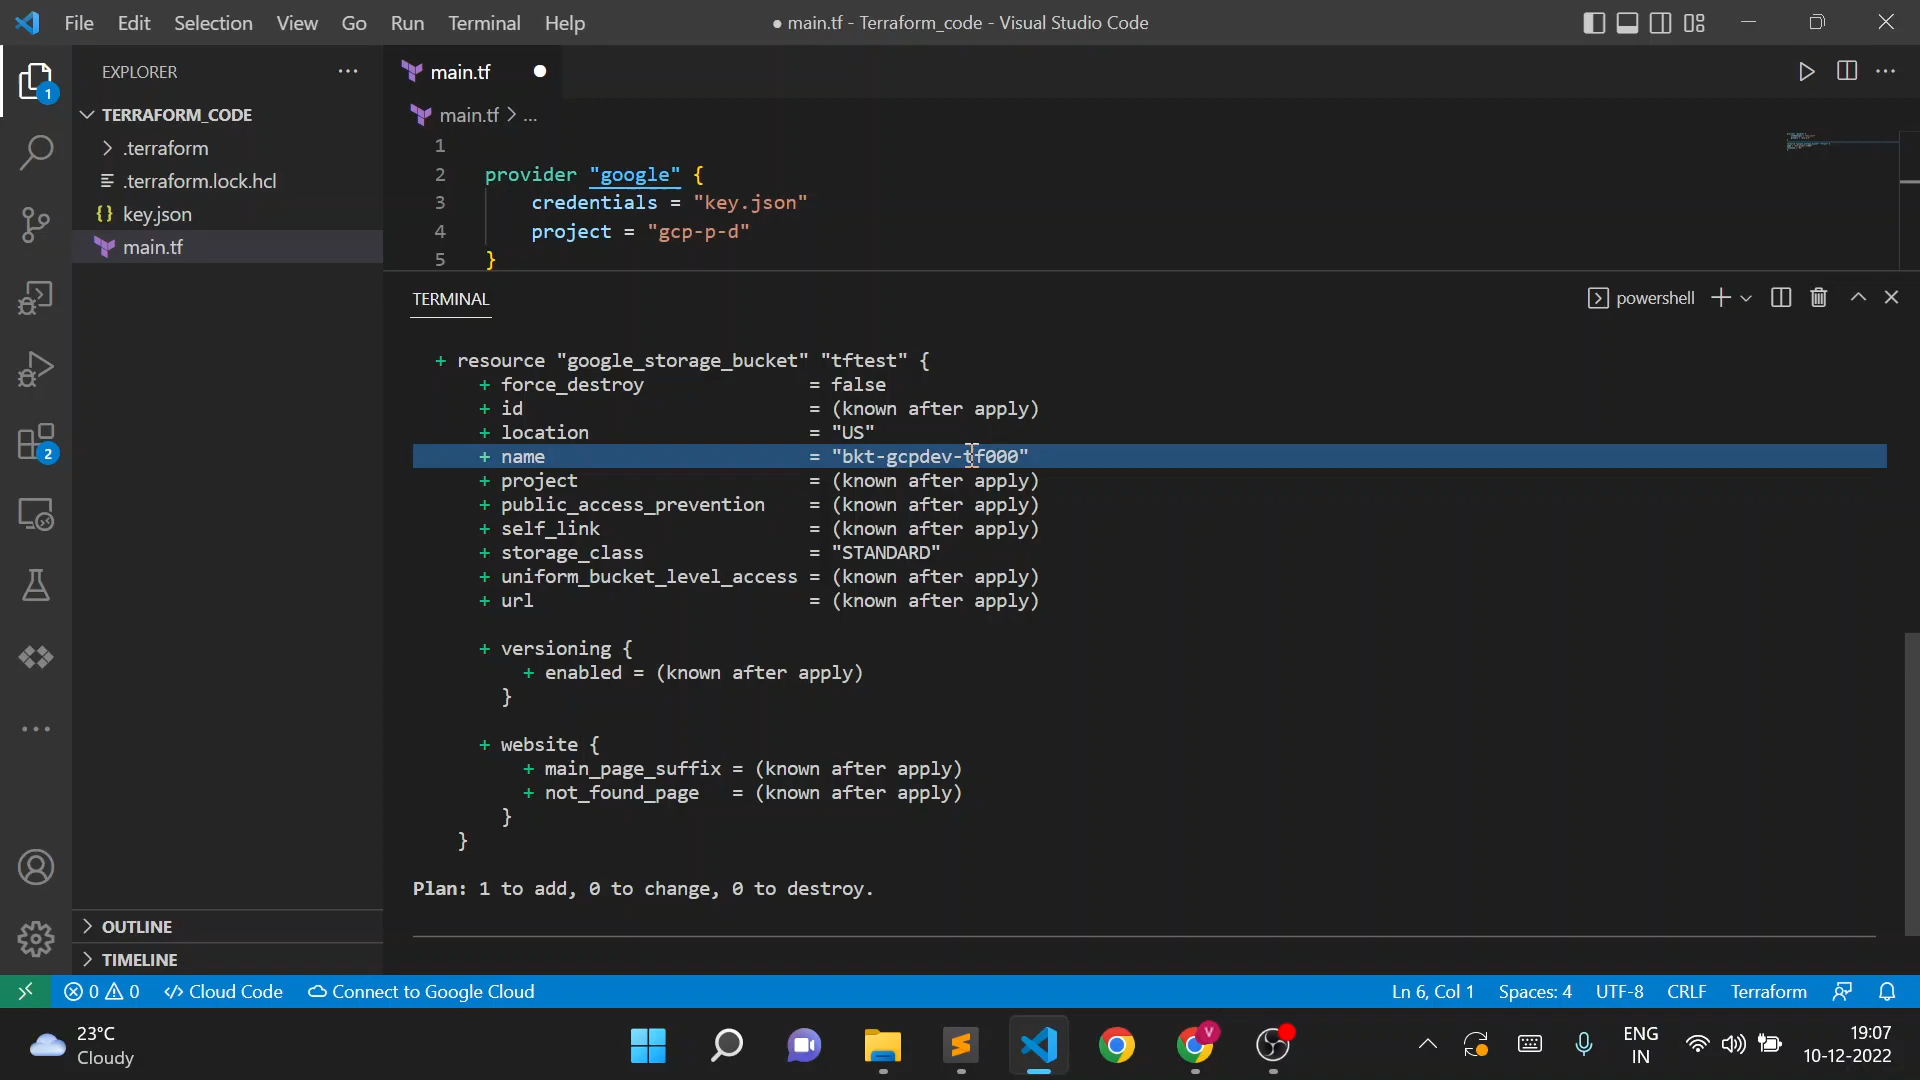 File Edit Selection View Go Run Terminal Help
● main.tf - Terraform_code - Visual Studio Code
EXPLORER
TERRAFORM_CODE
.terraform
.terraform.lock.hcl
{} key.json
main.tf
OUTLINE
TIMELINE
1
2
main.tf
main.tf > ...
1
2 provider "google" {
3 credentials = "key.json"
4 project = "gcp-p-d"
5 }
TERMINAL
powershell
+ resource "google_storage_bucket" "tftest" {
+ force_destroy = false
+ id = (known after apply)
+ location = "US"
+ name = "bkt-gcpdev-tf000"
+ project = (known after apply)
+ public_access_prevention = (known after apply)
+ self_link = (known after apply)
+ storage_class = "STANDARD"
+ uniform_bucket_level_access = (known after apply)
+ url = (known after apply)
+ versioning {
+ enabled = (known after apply)
}
+ website {
+ main_page_suffix = (known after apply)
+ not_found_page = (known after apply)
}
}
Plan: 1 to add, 0 to change, 0 to destroy.
0 0 Cloud Code Connect to Google Cloud
Ln 6, Col 1 Spaces: 4 UTF-8 CRLF Terraform
23°C
Cloudy
V
ENG
IN
19:07
10-12-2022